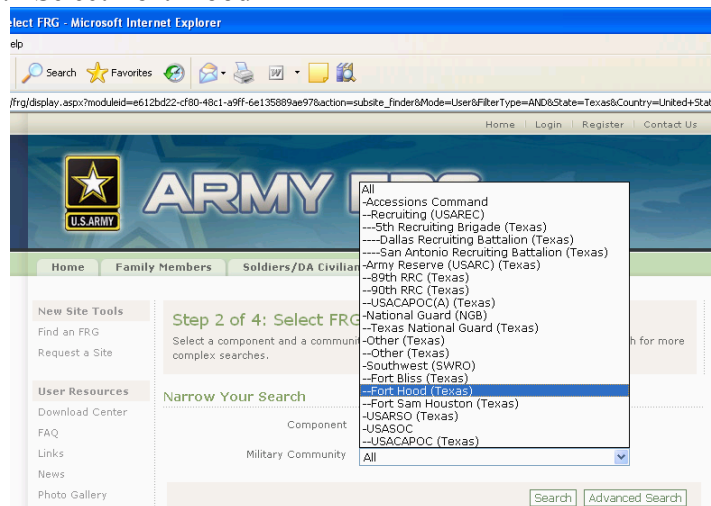 elect FRG - Microsoft Internet Explorer
elp
Search Favorites
/frg/display.aspx?moduleid=e612bd22-cf80-48c1-a9ff-6e135889ae97&action=subsite_finder&Mode=User&FilterType=AND&State=Texas&Country=United+Stat
Home Login Register Contact Us
U.S.ARMY
ARMY
All
-Accessions Command
--Recruiting (USAREC)
---5th Recruiting Brigade (Texas)
----Dallas Recruiting Battalion (Texas)
----San Antonio Recruiting Battalion (Texas)
-Army Reserve (USARC) (Texas)
--89th RRC (Texas)
--90th RRC (Texas)
--USACAPOC(A) (Texas)
-National Guard (NGB)
--Texas National Guard (Texas)
-Other (Texas)
--Other (Texas)
-Southwest (SWRO)
--Fort Bliss (Texas)
--Fort Hood (Texas)
--Fort Sam Houston (Texas)
-USARSO (Texas)
-USASOC
--USACAPOC (Texas)
Home Family Members Soldiers/DA Civilian
New Site Tools
Find an FRG
Request a Site
User Resources
Download Center
FAQ
Links
News
Photo Gallery
Step 2 of 4: Select FRG
Select a component and a communi h for more
complex searches.
Narrow Your Search
Component
Military Community All
Search Advanced Search